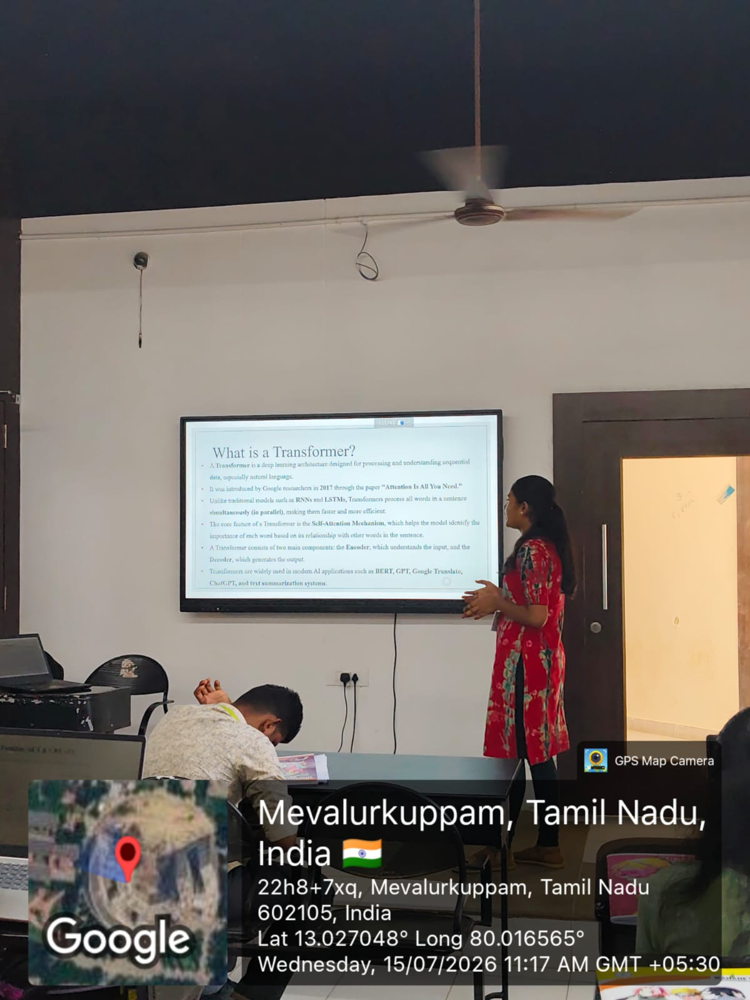 135742
What is a Transformer?
• A Transformer is a deep learning architecture designed for processing and understanding sequential
data, especially natural language.
• It was introduced by Google researchers in 2017 through the paper "Attention Is All You Need."
• Unlike traditional models such as RNNs and LSTMs, Transformers process all words in a sentence
simultaneously (in parallel), making them faster and more efficient.
• The core feature of a Transformer is the Self-Attention Mechanism, which helps the model identify the
importance of each word based on its relationship with other words in the sentence.
• A Transformer consists of two main components: the Encoder, which understands the input, and the
Decoder, which generates the output.
• Transformers are widely used in modern AI applications such as BERT, GPT, Google Translate,
ChatGPT, and text summarization systems.
GPS Map Camera
Mevalurkuppam, Tamil Nadu,
India
22h8+7xq, Mevalurkuppam, Tamil Nadu
602105, India
Lat 13.027048° Long 80.016565°
Wednesday, 15/07/2026 11:17 AM GMT +05:30
Google